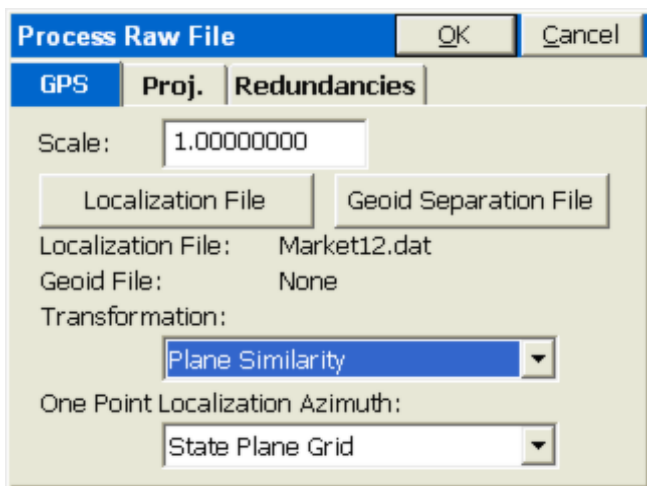 Process Raw File OK Cancel
GPS Proj. Redundancies
Scale: 1.00000000
Localization File Geoid Separation File
Localization File: Market12.dat
Geoid File: None
Transformation:
Plane Similarity
One Point Localization Azimuth:
State Plane Grid